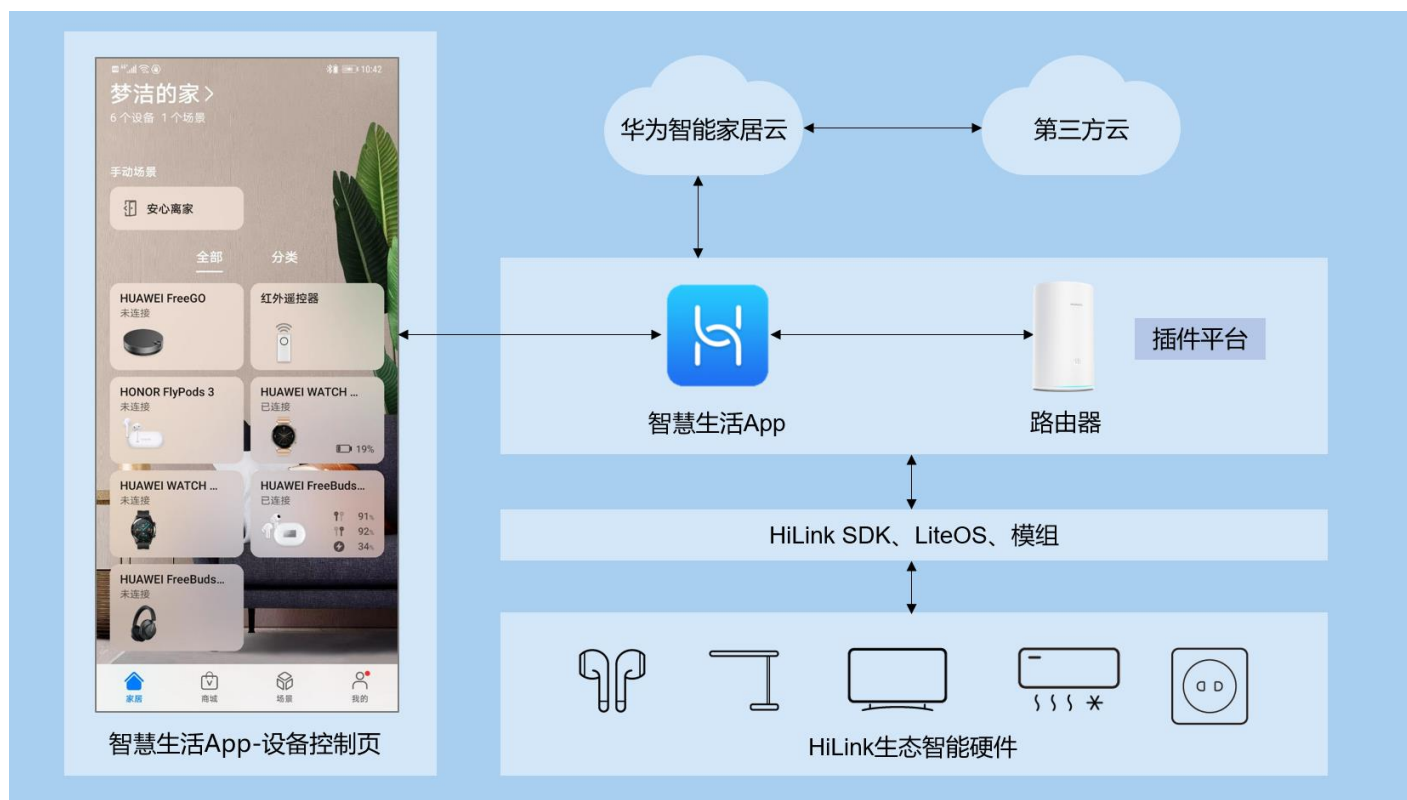 10:42
梦洁的家 >
6 个设备 1 个场景
手动场景
安心离家
全部 分类
HUAWEI FreeGO
未连接
红外遥控器
HONOR FlyPods 3
未连接
HUAWEI WATCH ...
已连接
19%
HUAWEI WATCH ...
未连接
HUAWEI FreeBuds...
已连接
91%
92%
34%
HUAWEI FreeBuds...
未连接
家居 商城 场景 我的
智慧生活App-设备控制页
华为智能家居云
第三方云
智慧生活App
路由器
插件平台
HiLink SDK、LiteOS、模组
HiLink生态智能硬件